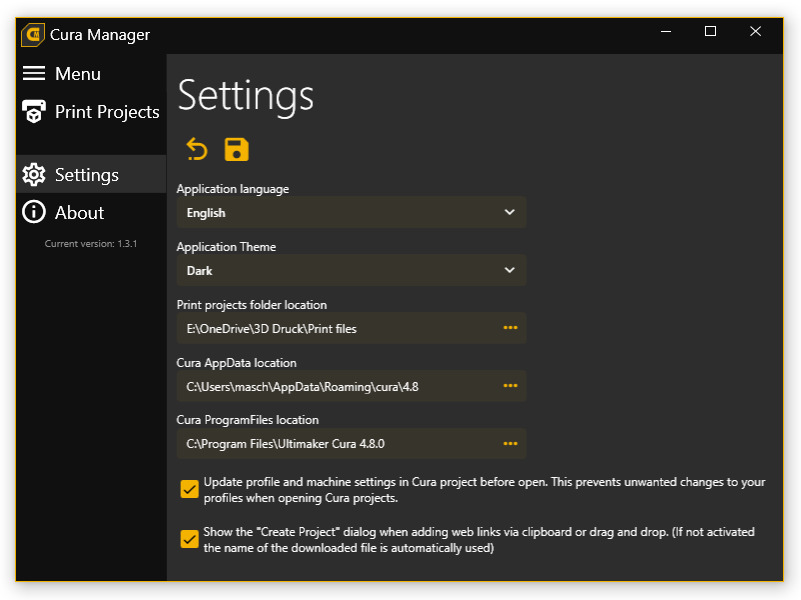 Cura Manager
Menu
Print Projects
Settings
About
Current version: 1.3.1
Settings
Application language
English
Application Theme
Dark
Print projects folder location
E:\OneDrive\3D Druck\Print files
Cura AppData location
C:\Users\masch\AppData\Roaming\cura\4.8
Cura ProgramFiles location
C:\Program Files\Ultimaker Cura 4.8.0
Update profile and machine settings in Cura project before open. This prevents unwanted changes to your
profiles when opening Cura projects.
Show the "Create Project" dialog when adding web links via clipboard or drag and drop. (If not activated
the name of the downloaded file is automatically used)